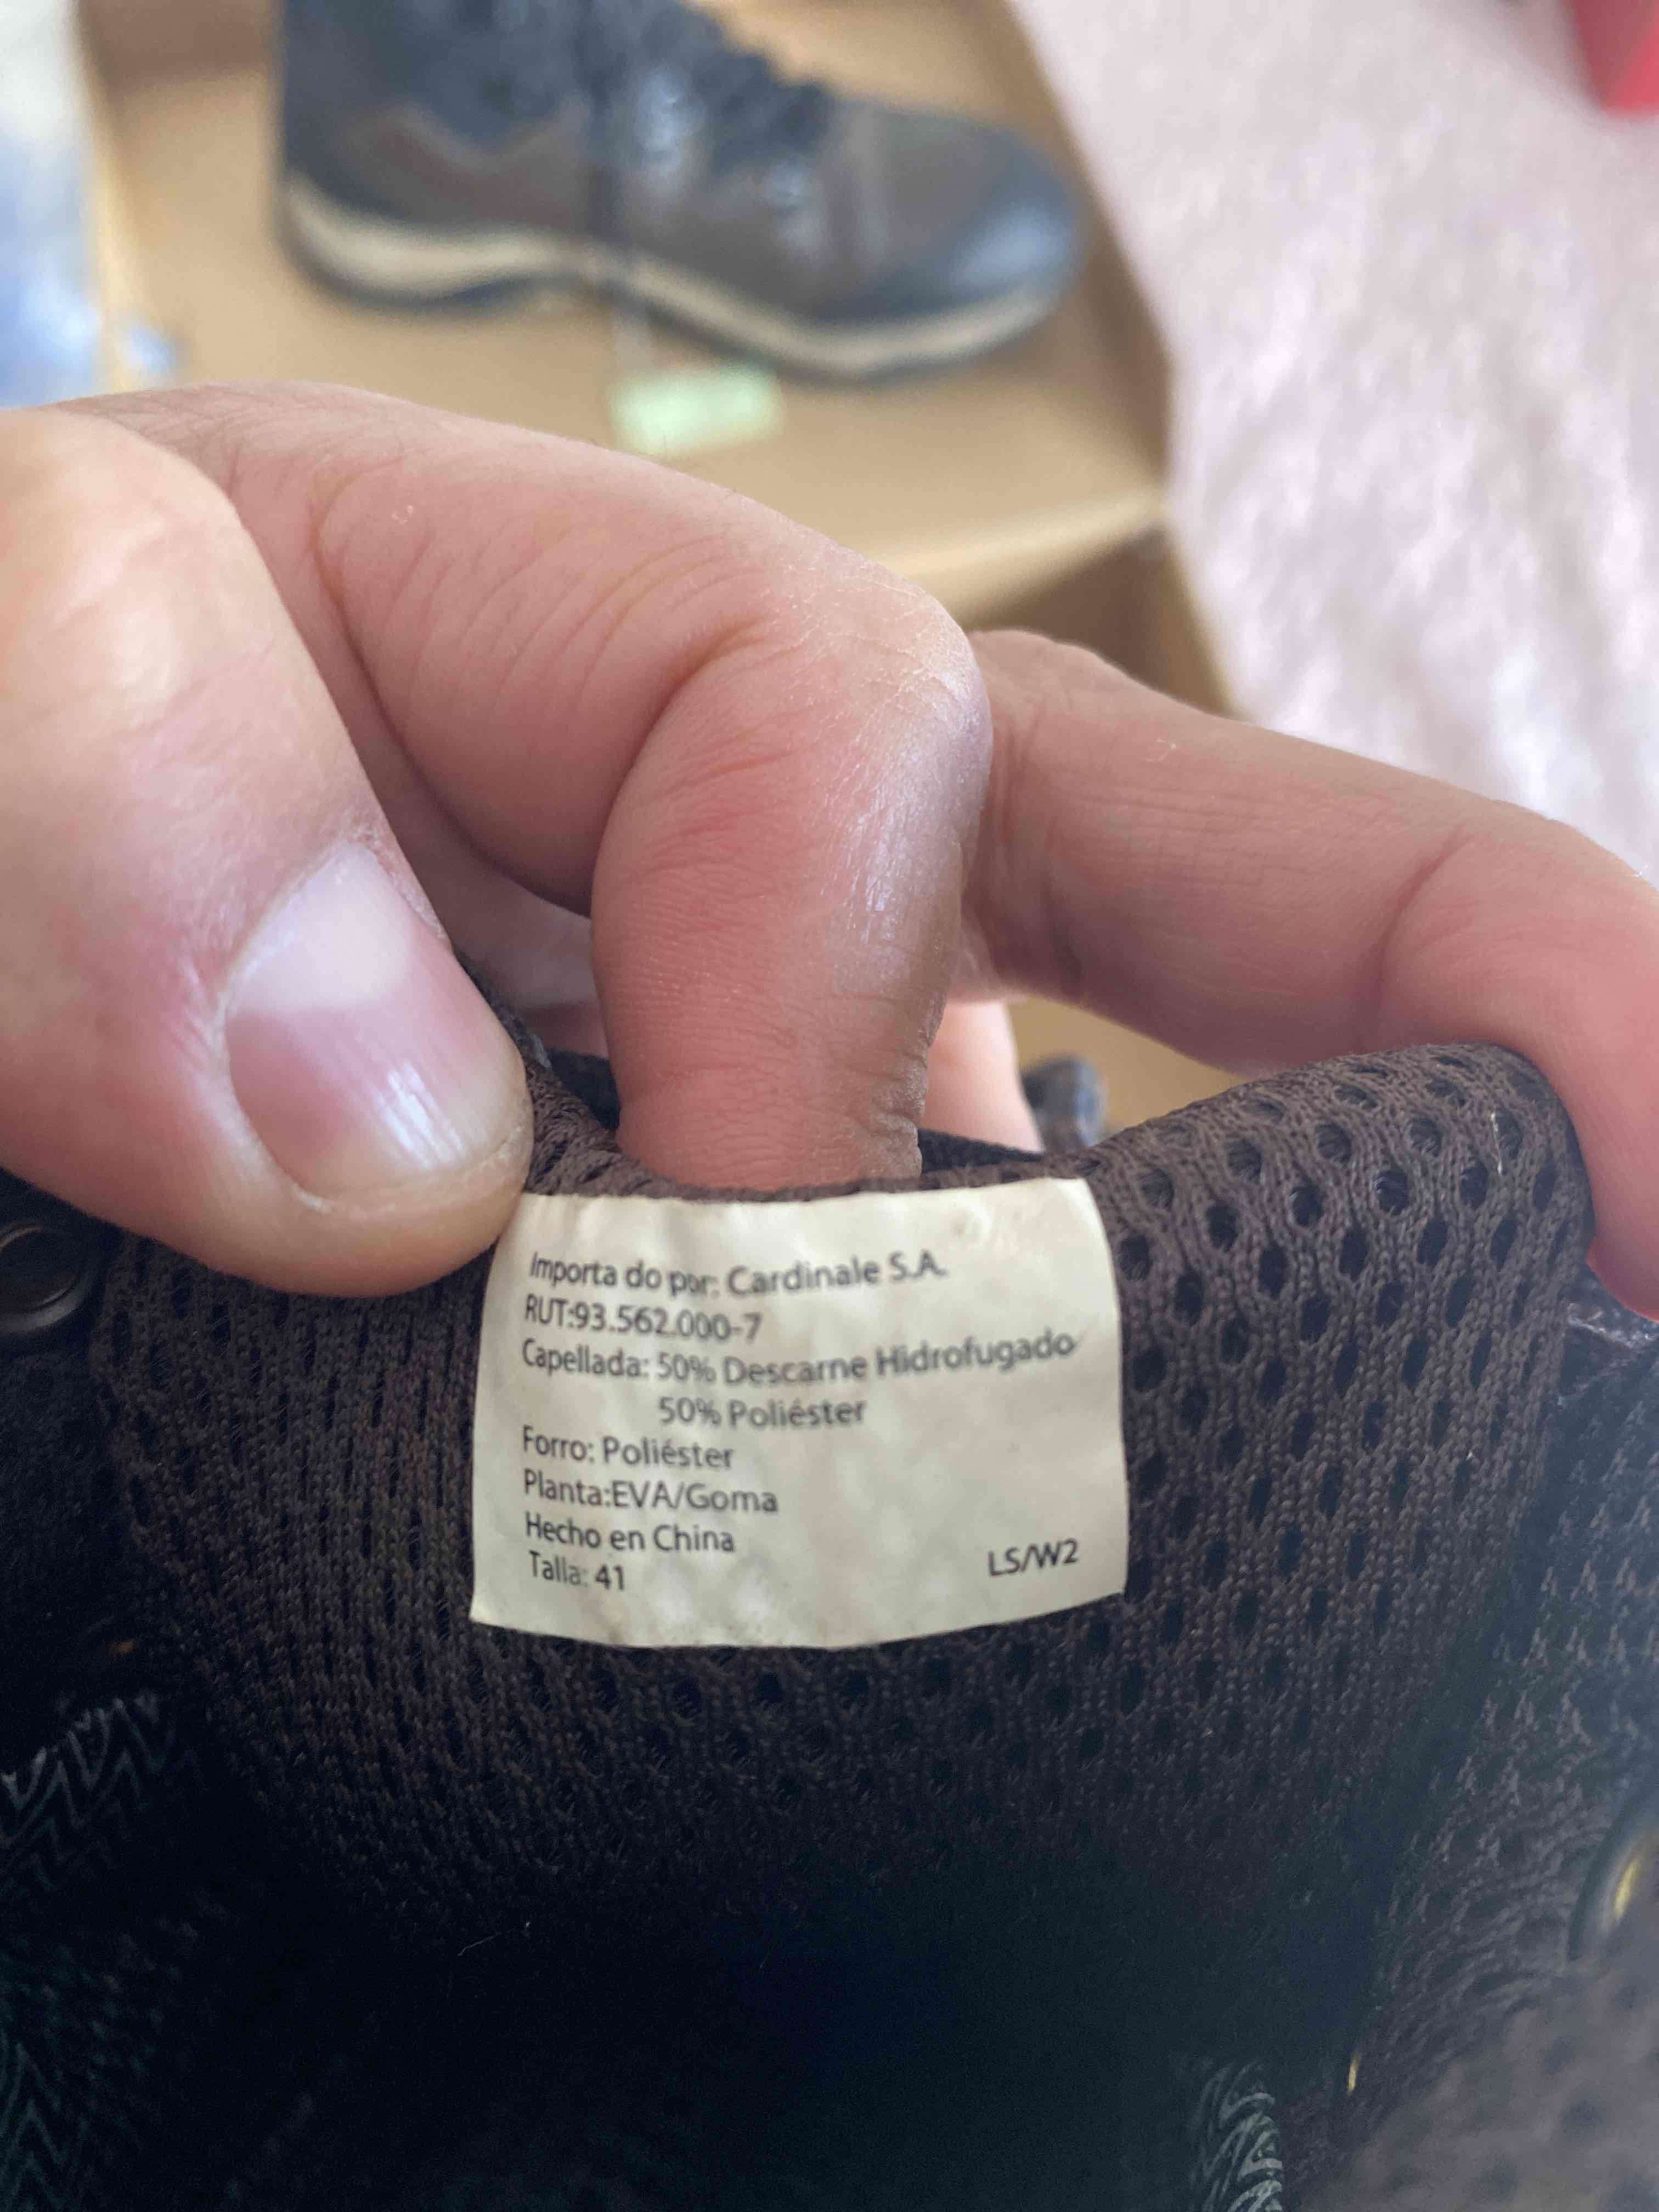 Importa do por: Cardinale S.A.
RUT:93.562.000-7
Capellada: 50% Descarne Hidrofugado
50% Poliéster
Forro: Poliéster
Planta:EVA/Goma
Hecho en China
Talla: 41 LS/W2